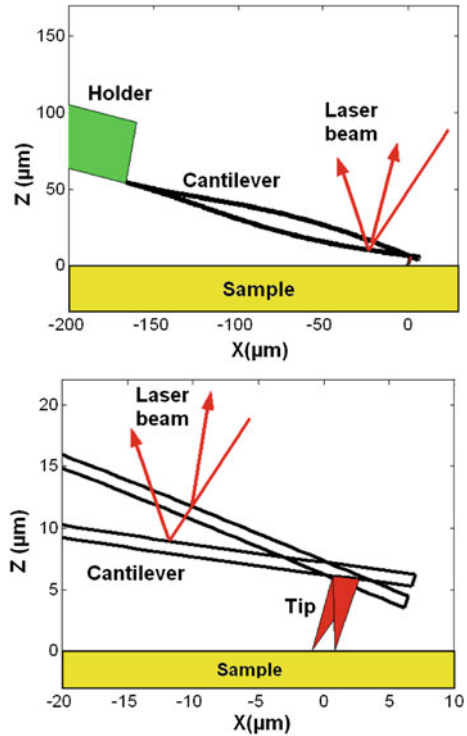 150
100
50
0
Z (µm)
Holder
Laser
beam
Cantilever
Sample
-200 -150 -100 -50 0
X(µm)
20
15
10
5
0
Z (µm)
Laser
beam
Cantilever
Tip
Sample
-20 -15 -10 -5 0 5 10
X(µm)